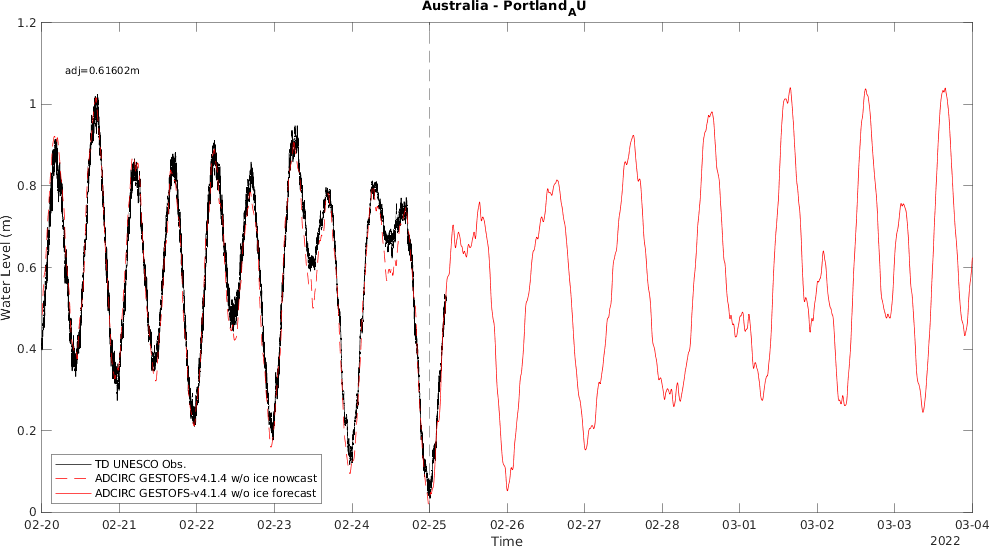 Australia - Portland_AU
adj=0.61602m
Water Level (m)
1.2
1
0.8
0.6
0.4
0.2
0
TD UNESCO Obs.
ADCIRC GESTOFS-v4.1.4 w/o ice nowcast
ADCIRC GESTOFS-v4.1.4 w/o ice forecast
02-20 02-21 02-22 02-23 02-24 02-25 02-26 02-27 02-28 03-01 03-02 03-03 03-04
Time
2022